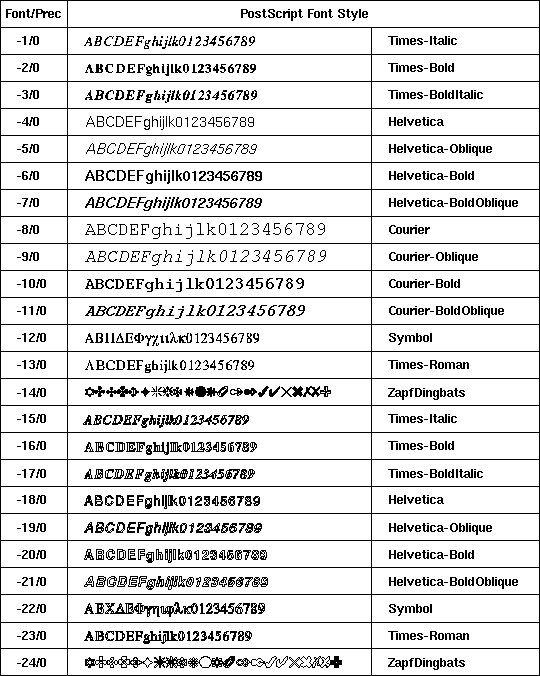 Font/Prec PostScript Font Style
-1/0 ABCDEFghijlk0123456789 Times-Italic
-2/0 ABCDEFghijlk0123456789 Times-Bold
-3/0 ABCDEFghijlk0123456789 Times-BoldItalic
-4/0 ABCDEFghijlk0123456789 Helvetica
-5/0 ABCDEFghijlk0123456789 Helvetica-Oblique
-6/0 ABCDEFghijlk0123456789 Helvetica-Bold
-7/0 ABCDEFghijlk0123456789 Helvetica-BoldOblique
-8/0 ABCDEFghijlk0123456789 Courier
-9/0 ABCDEFghijlk0123456789 Courier-Oblique
-10/0 ABCDEFghijlk0123456789 Courier-Bold
-11/0 ABCDEFghijlk0123456789 Courier-BoldOblique
-12/0 Symbol
-13/0 ABCDEFghijlk0123456789 Times-Roman
-14/0 ZapfDingbats
-15/0 ABCDEFghijlk0123456789 Times-Italic
-16/0 ABCDEFghijlk0123456789 Times-Bold
-17/0 ABCDEFghijlk0123456789 Times-BoldItalic
-18/0 ABCDEFghijlk0123456789 Helvetica
-19/0 ABCDEFghijlk0123456789 Helvetica-Oblique
-20/0 ABCDEFghijlk0123456789 Helvetica-Bold
-21/0 ABCDEFghijlk0123456789 Helvetica-BoldOblique
-22/0 ΑΒΧΔΕΦγηιφλκ0123456789 Symbol
-23/0 ABCDEFghijlk0123456789 Times-Roman
-24/0 ZapfDingbats